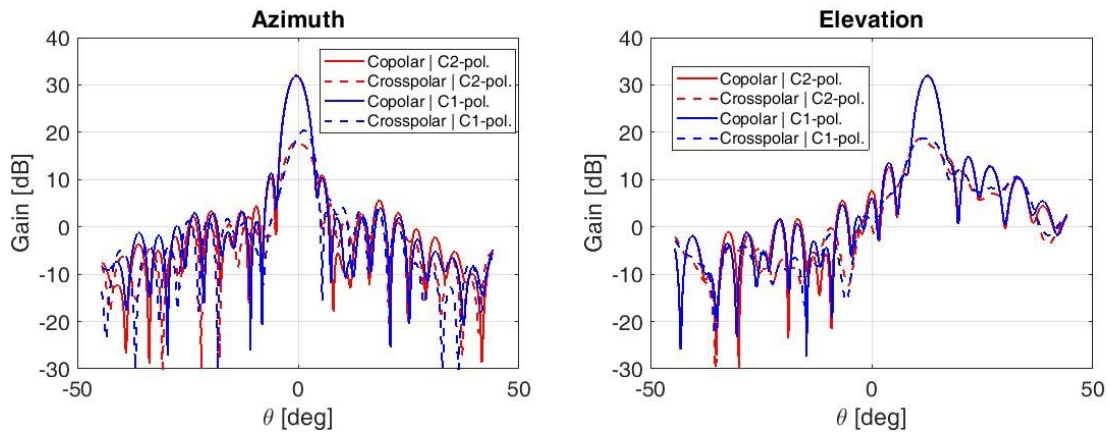 Azimuth
40
30
20
10
0
-10
-20
-30
Gain [dB]
-50
0
50
θ [deg]
Copolar | C2-pol.
Crosspolar | C2-pol.
Copolar | C1-pol.
Crosspolar | C1-pol.
Elevation
40
30
20
10
0
-10
-20
-30
Gain [dB]
-50
0
50
θ [deg]
Copolar | C2-pol.
Crosspolar | C2-pol.
Copolar | C1-pol.
Crosspolar | C1-pol.